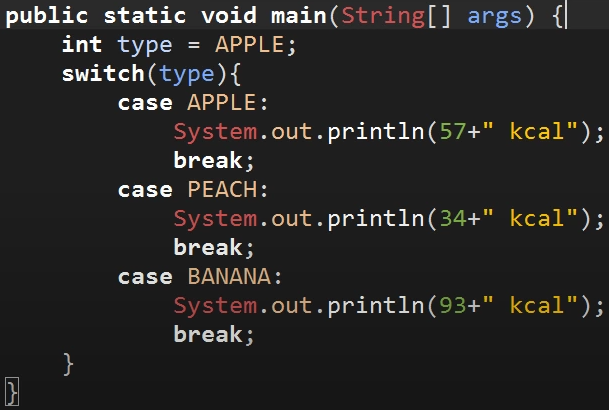 public static void main(String[] args) {
    int type = APPLE;
    switch(type){
        case APPLE:
            System.out.println(57+" kcal");
            break;
        case PEACH:
            System.out.println(34+" kcal");
            break;
        case BANANA:
            System.out.println(93+" kcal");
            break;
    }
}